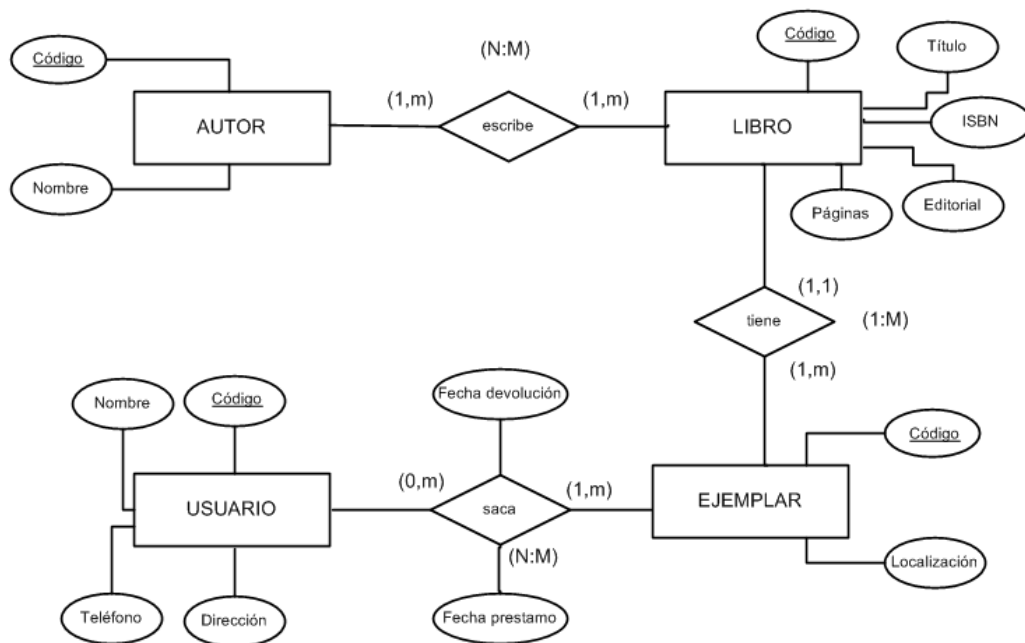 Código
(N:M)
Código
Título
(1,m)
(1,m)
AUTOR
escribe
LIBRO
ISBN
Nombre
Páginas
Editorial
(1,1)
tiene
(1:M)
(1,m)
Nombre
Código
Fecha devolución
Código
(0,m)
(1,m)
USUARIO
saca
EJEMPLAR
(N:M)
Localización
Teléfono
Dirección
Fecha prestamo